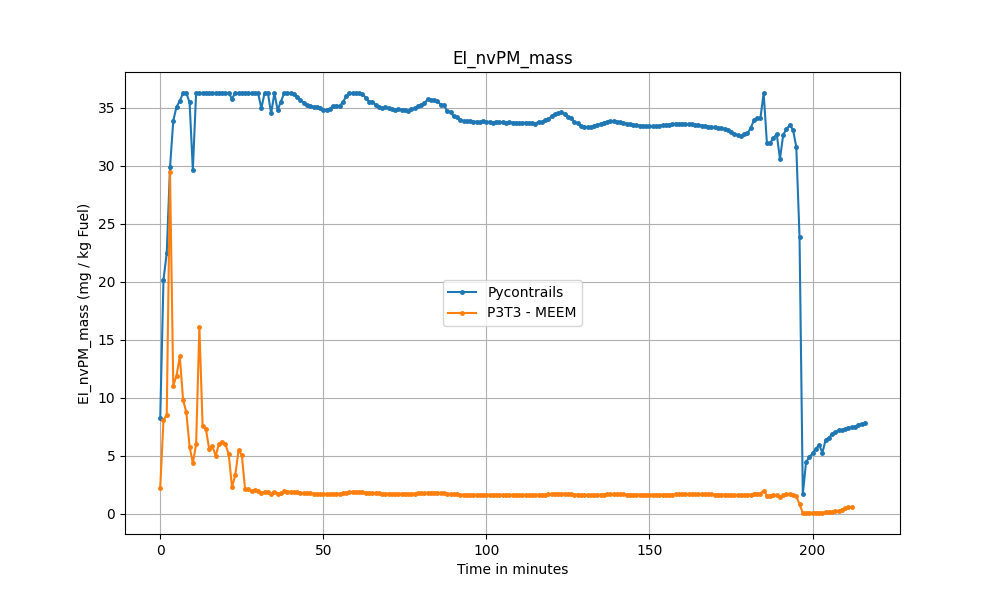 EI_nvPM_mass
EI_nvPM_mass (mg / kg Fuel)
35
30
25
20
15
10
5
0
Pycontrails
P3T3 - MEEM
0
50
100
150
200
Time in minutes